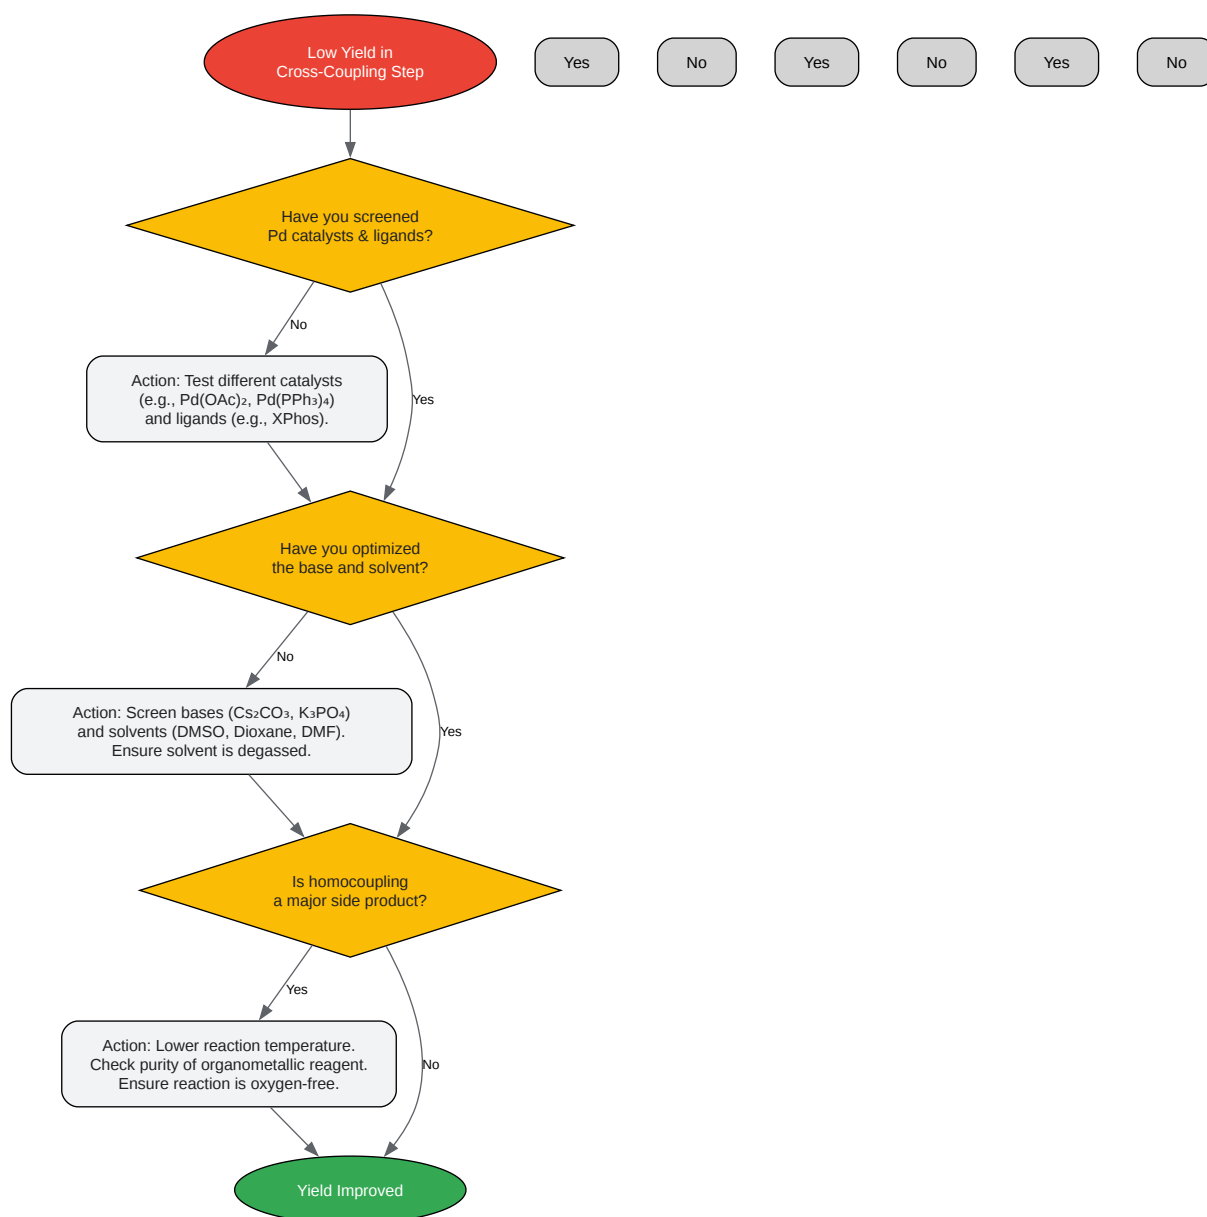 Low Yield in
Cross-Coupling Step
Yes
No
Yes
No
Yes
No
Have you screened
Pd catalysts & ligands?
No
Action: Test different catalysts
(e.g., Pd(OAc)₂, Pd(PPh₃)₄)
and ligands (e.g., XPhos).
Yes
Have you optimized
the base and solvent?
No
Action: Screen bases (Cs₂CO₃, K₃PO₄)
and solvents (DMSO, Dioxane, DMF).
Ensure solvent is degassed.
Yes
Is homocoupling
a major side product?
Yes
Action: Lower reaction temperature.
Check purity of organometallic reagent.
Ensure reaction is oxygen-free.
No
Yield Improved